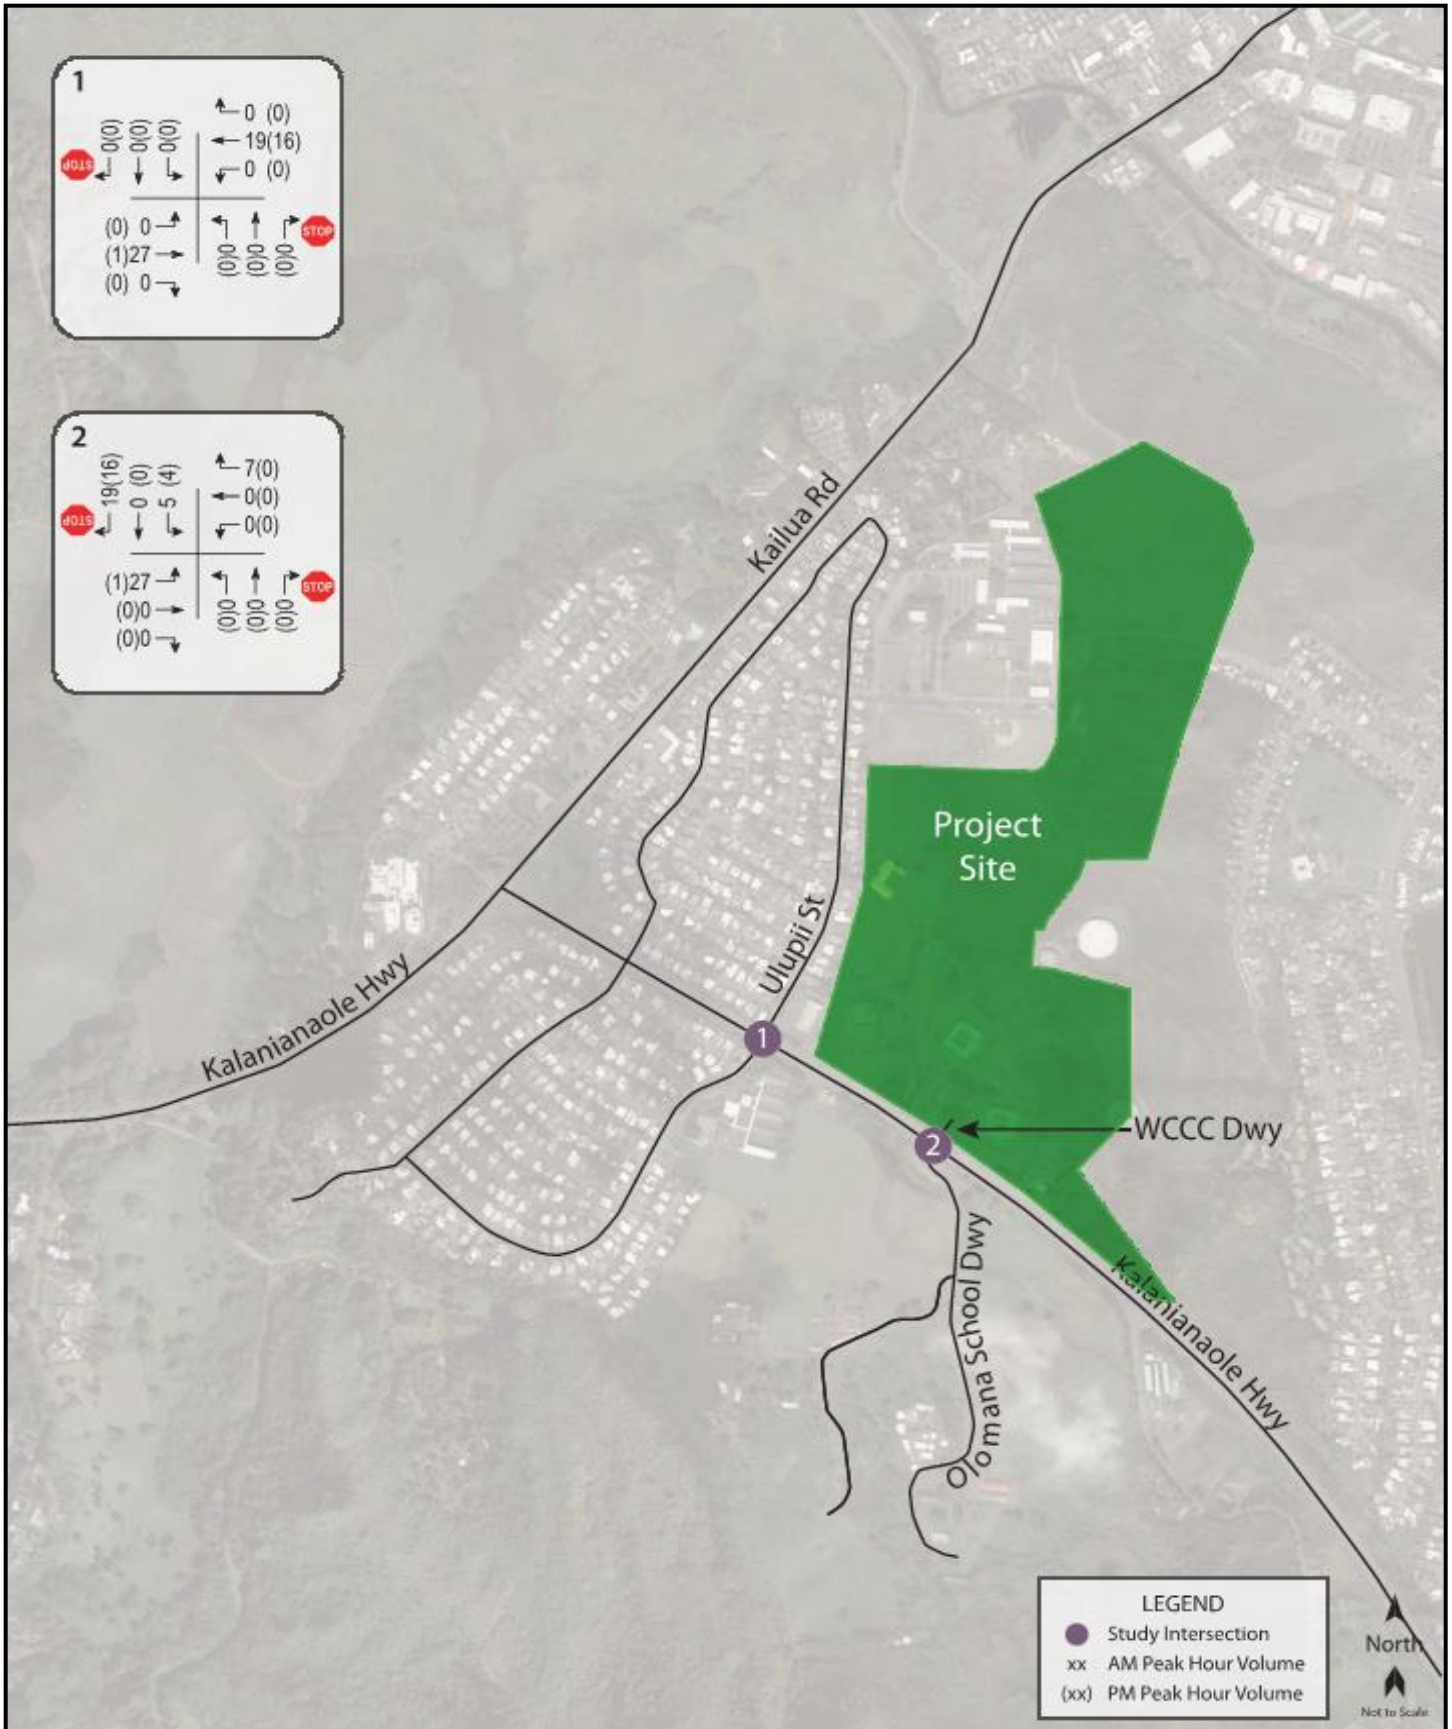 1
0(0) 0(0) 0(0)
0 (0)
19(16)
0 (0)
STOP
(0) 0
(1)27
(0) 0
(0)0 (0)0 (0)0
STOP
2
19(16) 0 (0) 5 (4)
7(0)
0(0)
0(0)
STOP
(1)27
(0)0
(0)0
(0)0 (0)0 (0)0
STOP
Kailua Rd
Project
Site
Ulupii St
Kalanianaole Hwy
1
WCCC Dwy
2
Olomana School Dwy
Kalanianaole Hwy
LEGEND
Study Intersection
xx AM Peak Hour Volume
(xx) PM Peak Hour Volume
North
Not to Scale